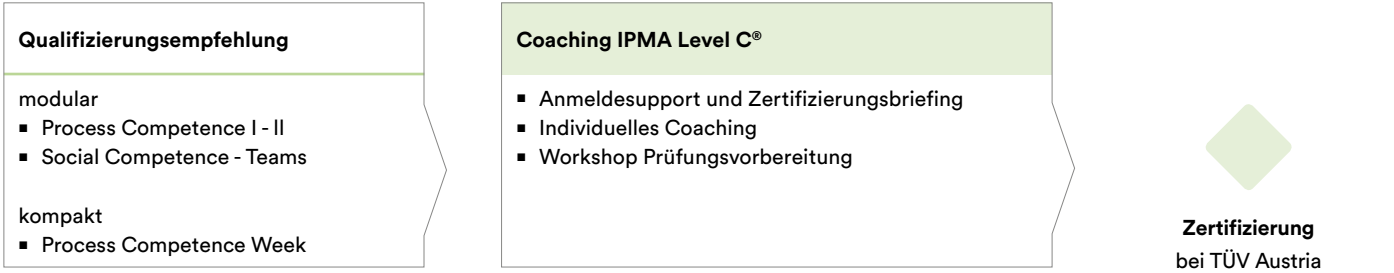 Qualifizierungsempfehlung
modular
▪ Process Competence I - II
▪ Social Competence - Teams
kompakt
▪ Process Competence Week
Coaching IPMA Level C®
▪ Anmeldesupport und Zertifizierungsbriefing
▪ Individuelles Coaching
▪ Workshop Prüfungsvorbereitung
Zertifizierung
bei TÜV Austria